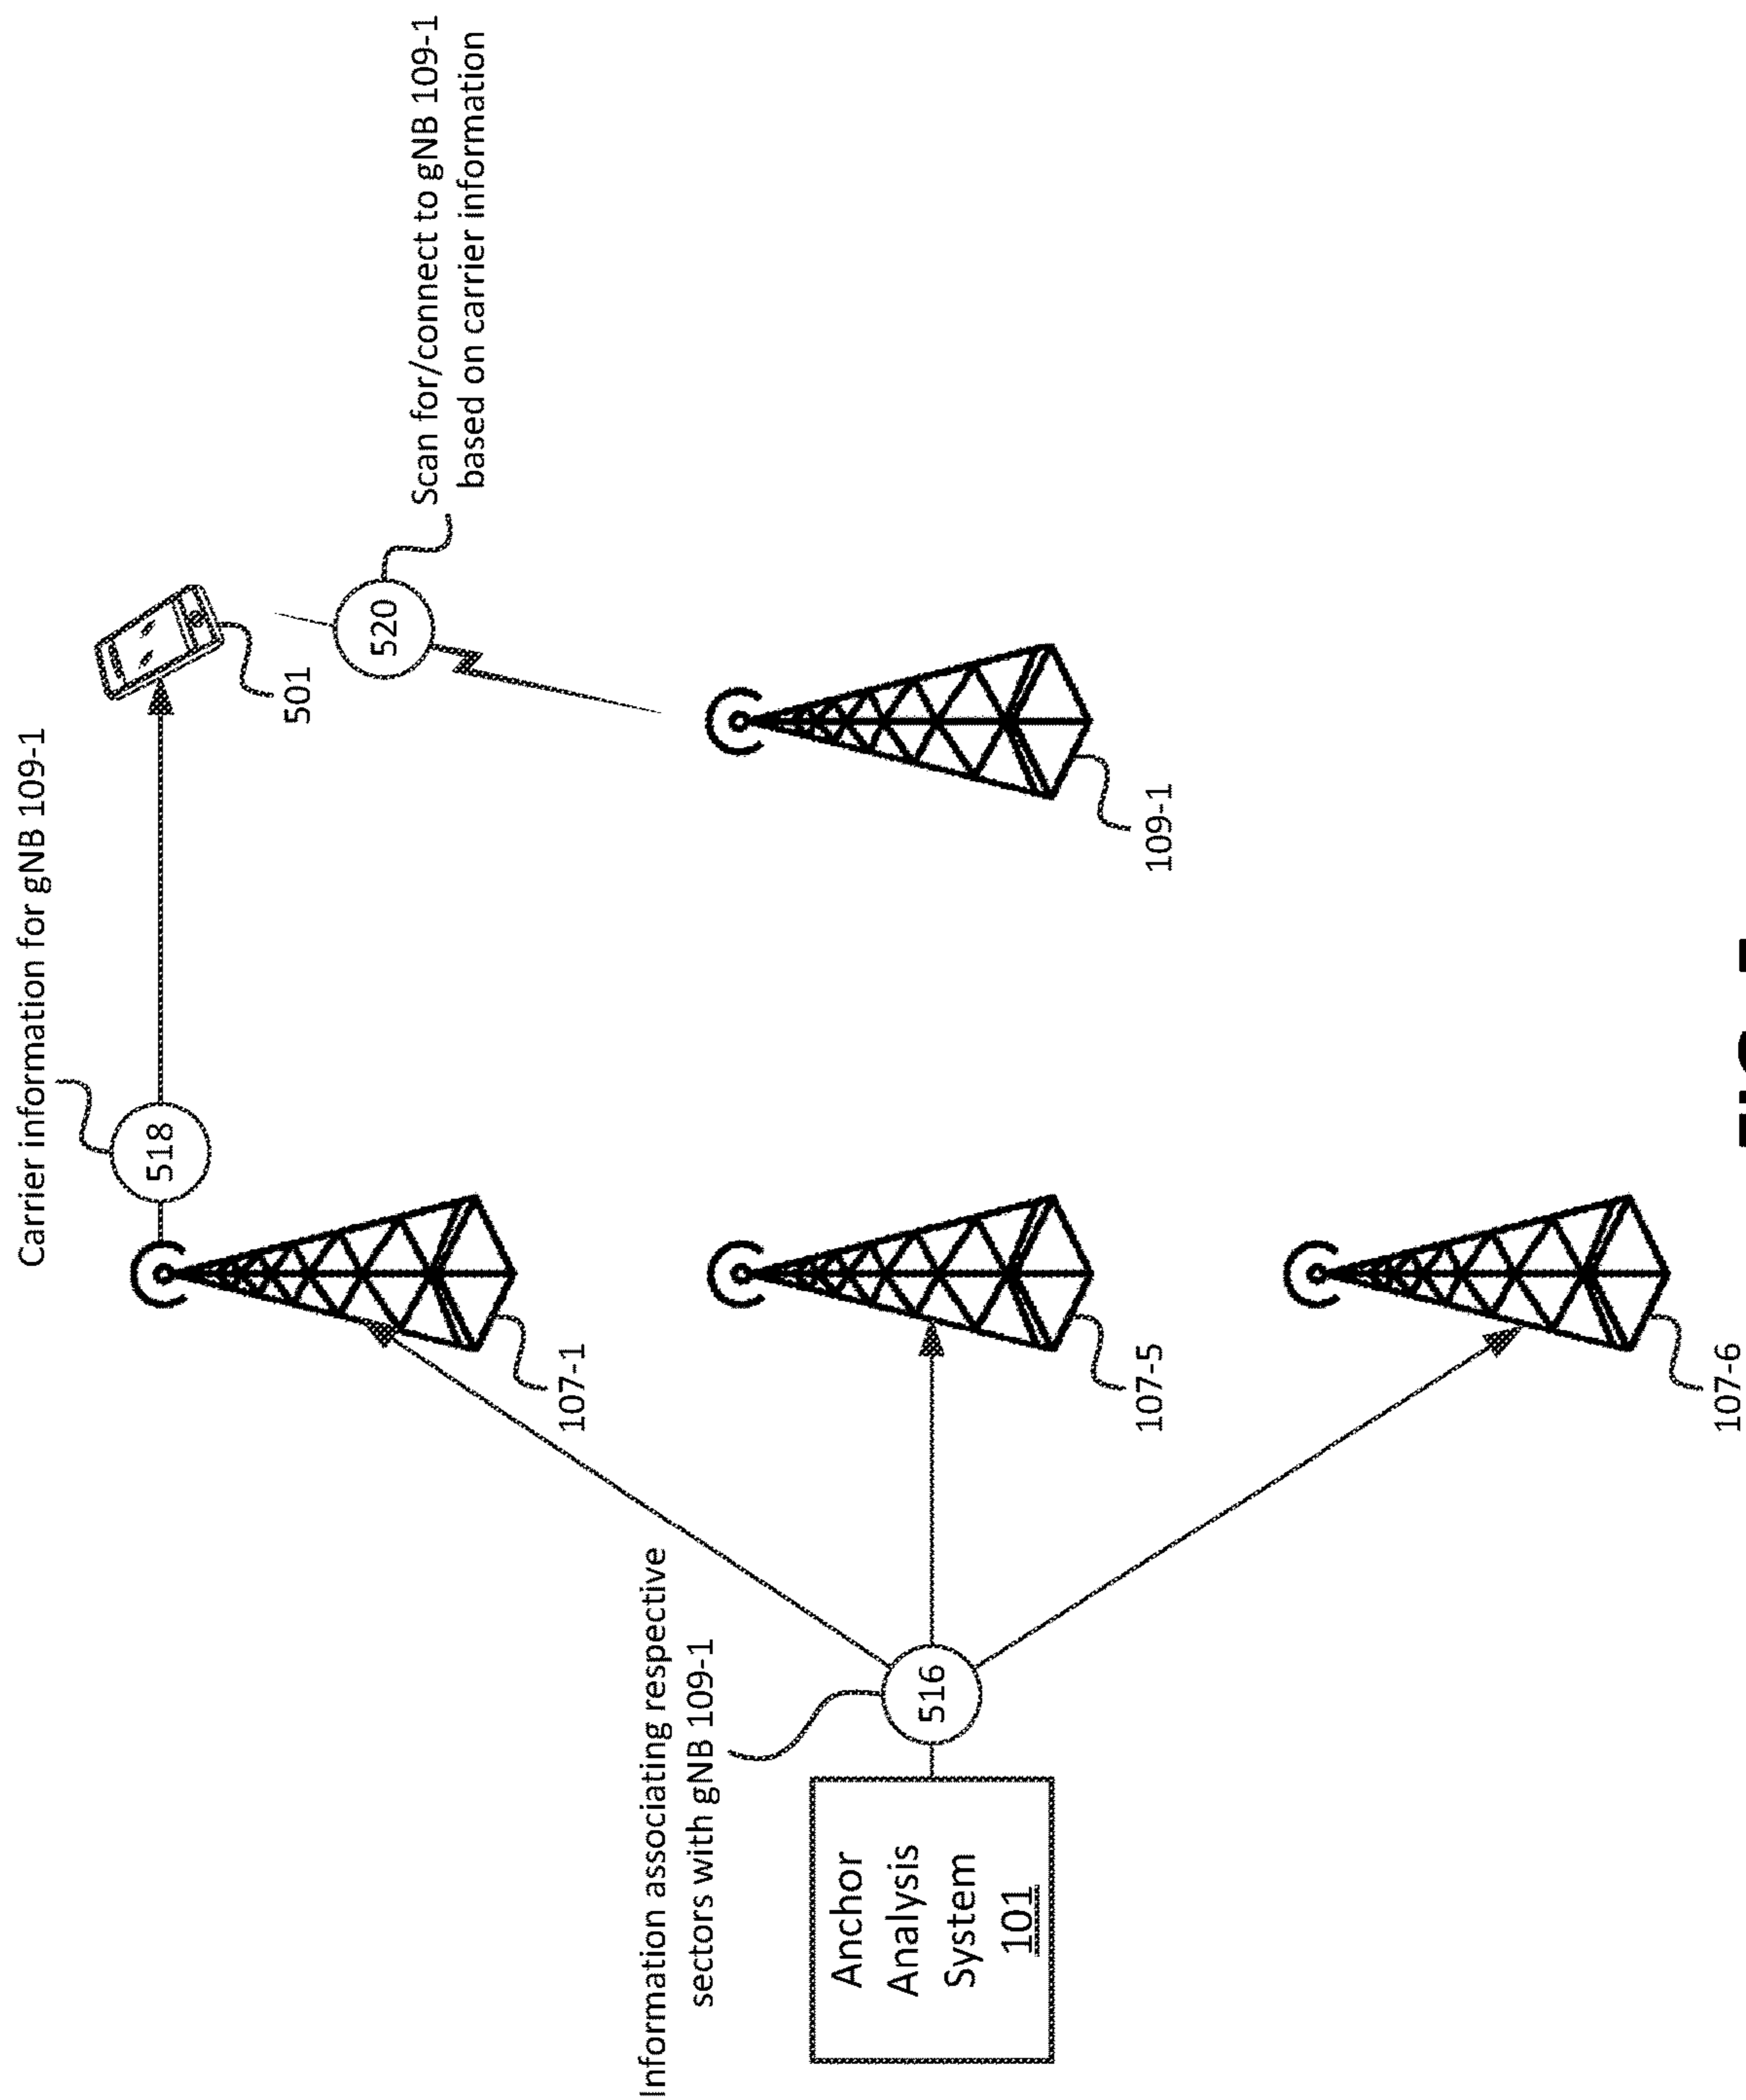 Carrier information for gNB 109-1
518
501
520
Scan for/connect to gNB 109-1
based on carrier information
107-1
Information associating respective
sectors with gNB 109-1
516
Anchor
Analysis
System
101
107-5
109-1
107-6